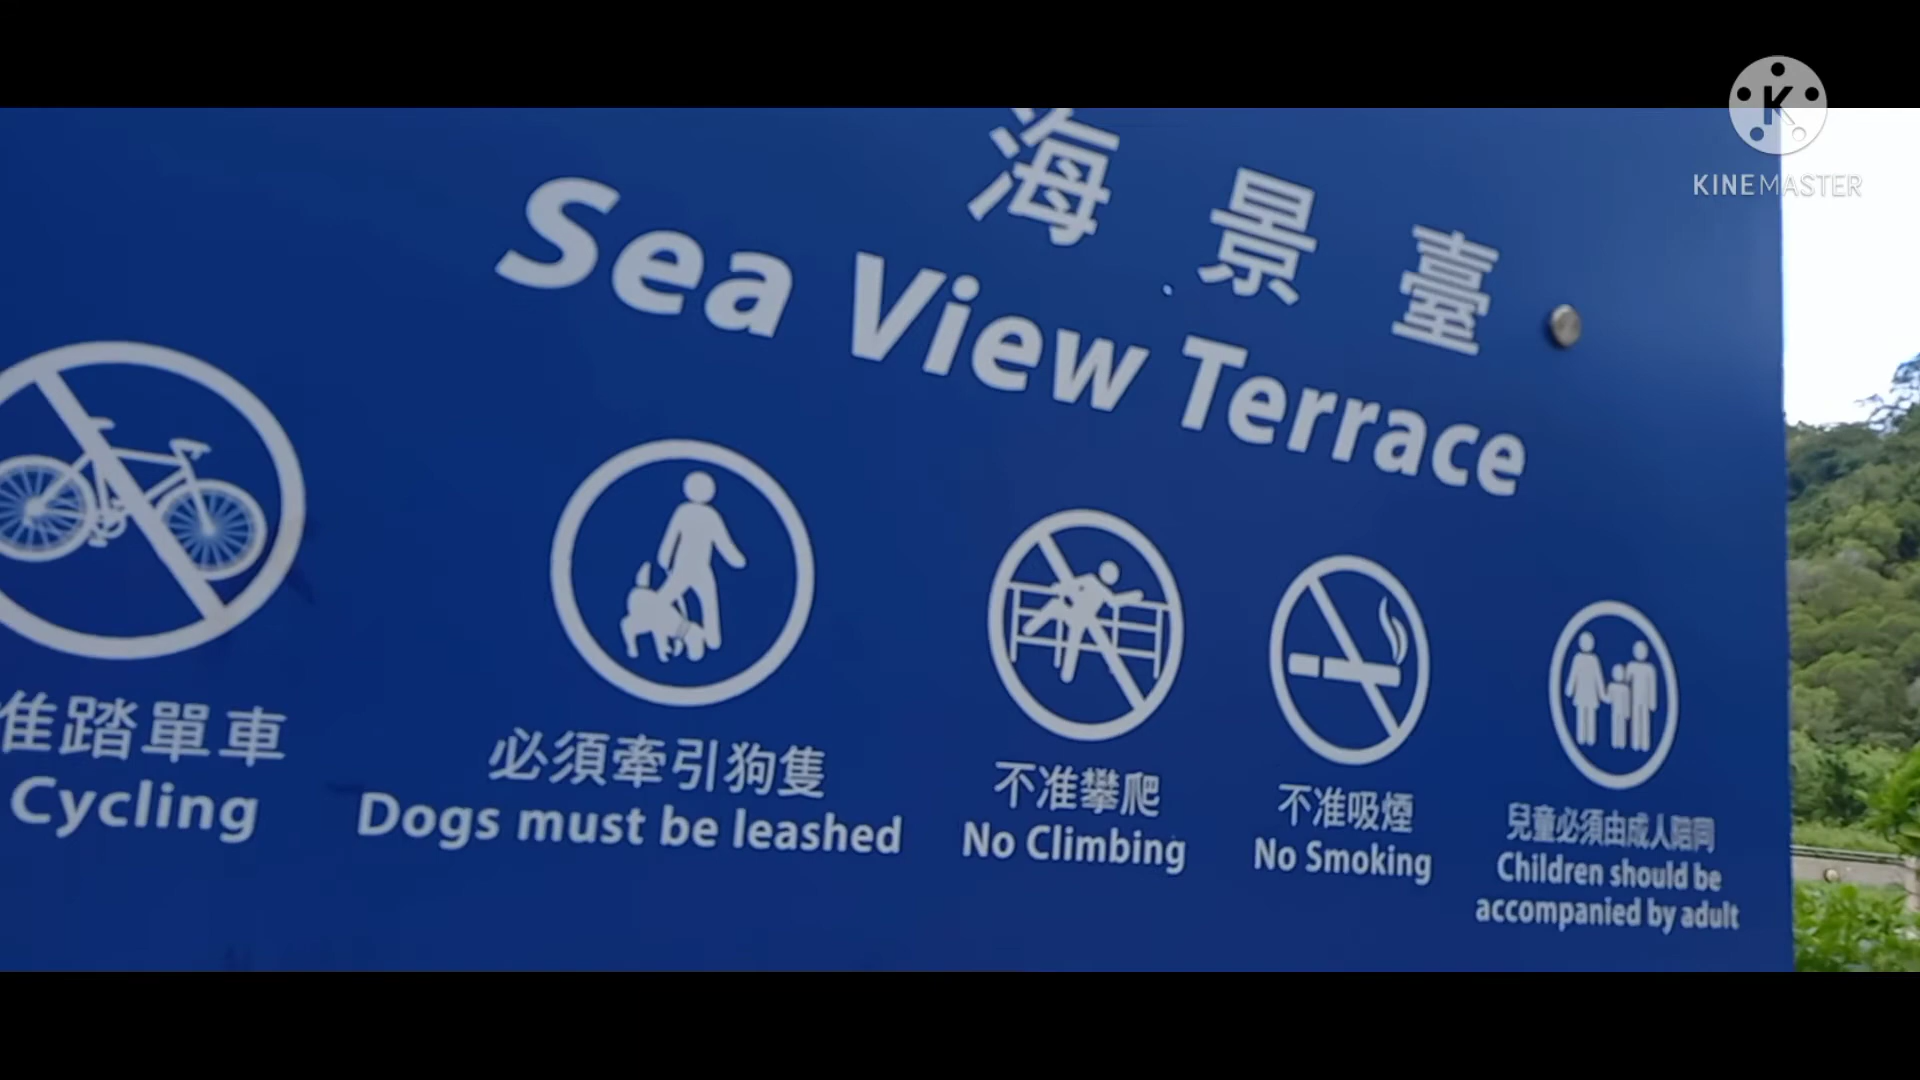 海景臺
Sea View Terrace
准踏單車
Cycling
必須牽引狗隻
Dogs must be leashed
不准攀爬
No Climbing
不准吸煙
No Smoking
兒童必須由成人陪同
Children should be
accompanied by adult
KINEMASTER